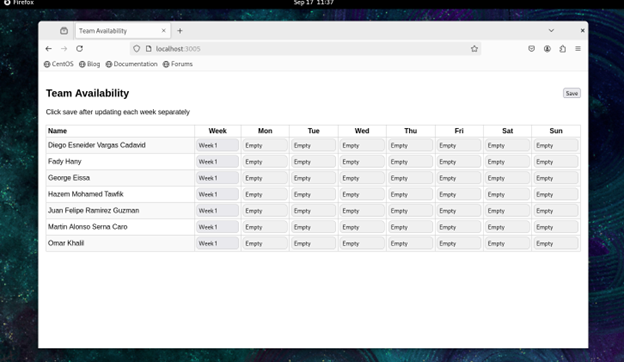 Firefox
Sep 17 11:37
Team Availability
localhost:3005
CentOS Blog Documentation Forums
Team Availability
Save
Click save after updating each week separately
Name Week Mon Tue Wed Thu Fri Sat Sun
Diego Esneider Vargas Cadavid Week 1 Empty Empty Empty Empty Empty Empty Empty
Fady Hany Week 1 Empty Empty Empty Empty Empty Empty Empty
George Eissa Week 1 Empty Empty Empty Empty Empty Empty Empty
Hazem Mohamed Tawfik Week 1 Empty Empty Empty Empty Empty Empty Empty
Juan Felipe Ramirez Guzman Week 1 Empty Empty Empty Empty Empty Empty Empty
Martin Alonso Serna Caro Week 1 Empty Empty Empty Empty Empty Empty Empty
Omar Khalil Week 1 Empty Empty Empty Empty Empty Empty Empty